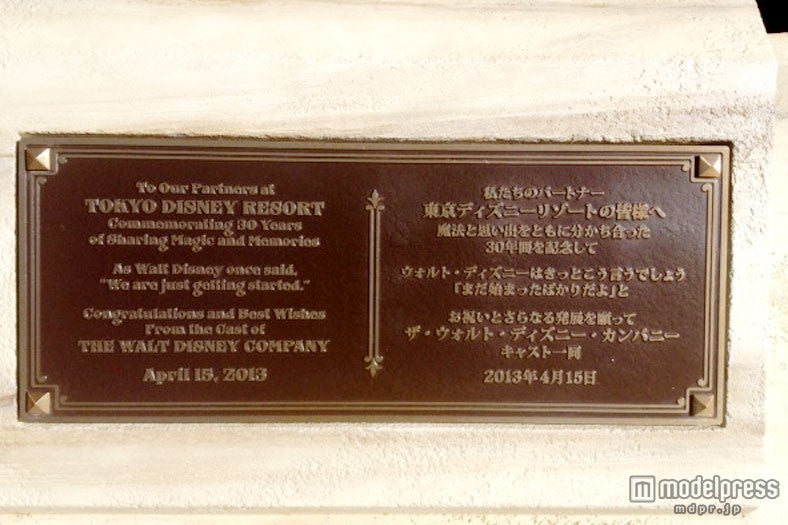 To Our Partners at
TOKYO DISNEY RESORT
Commemorating 30 Years
of Sharing Magic and Memories
As Walt Disney once said,
"We are just getting started."
Congratulations and Best Wishes
From the Cast of
THE WALT DISNEY COMPANY
April 15, 2013
私たちのパートナー
東京ディズニーリゾートの皆様へ
魔法と思い出をともに分かち合った
30年間を記念して
ウォルト・ディズニーはきっとこう言うでしょう
「まだ始まったばかりだよ」と
お祝いとさらなる発展を願って
ザ・ウォルト・ディズニー・カンパニー
キャスト一同
2013年4月15日
modelpress
mdpr.jp